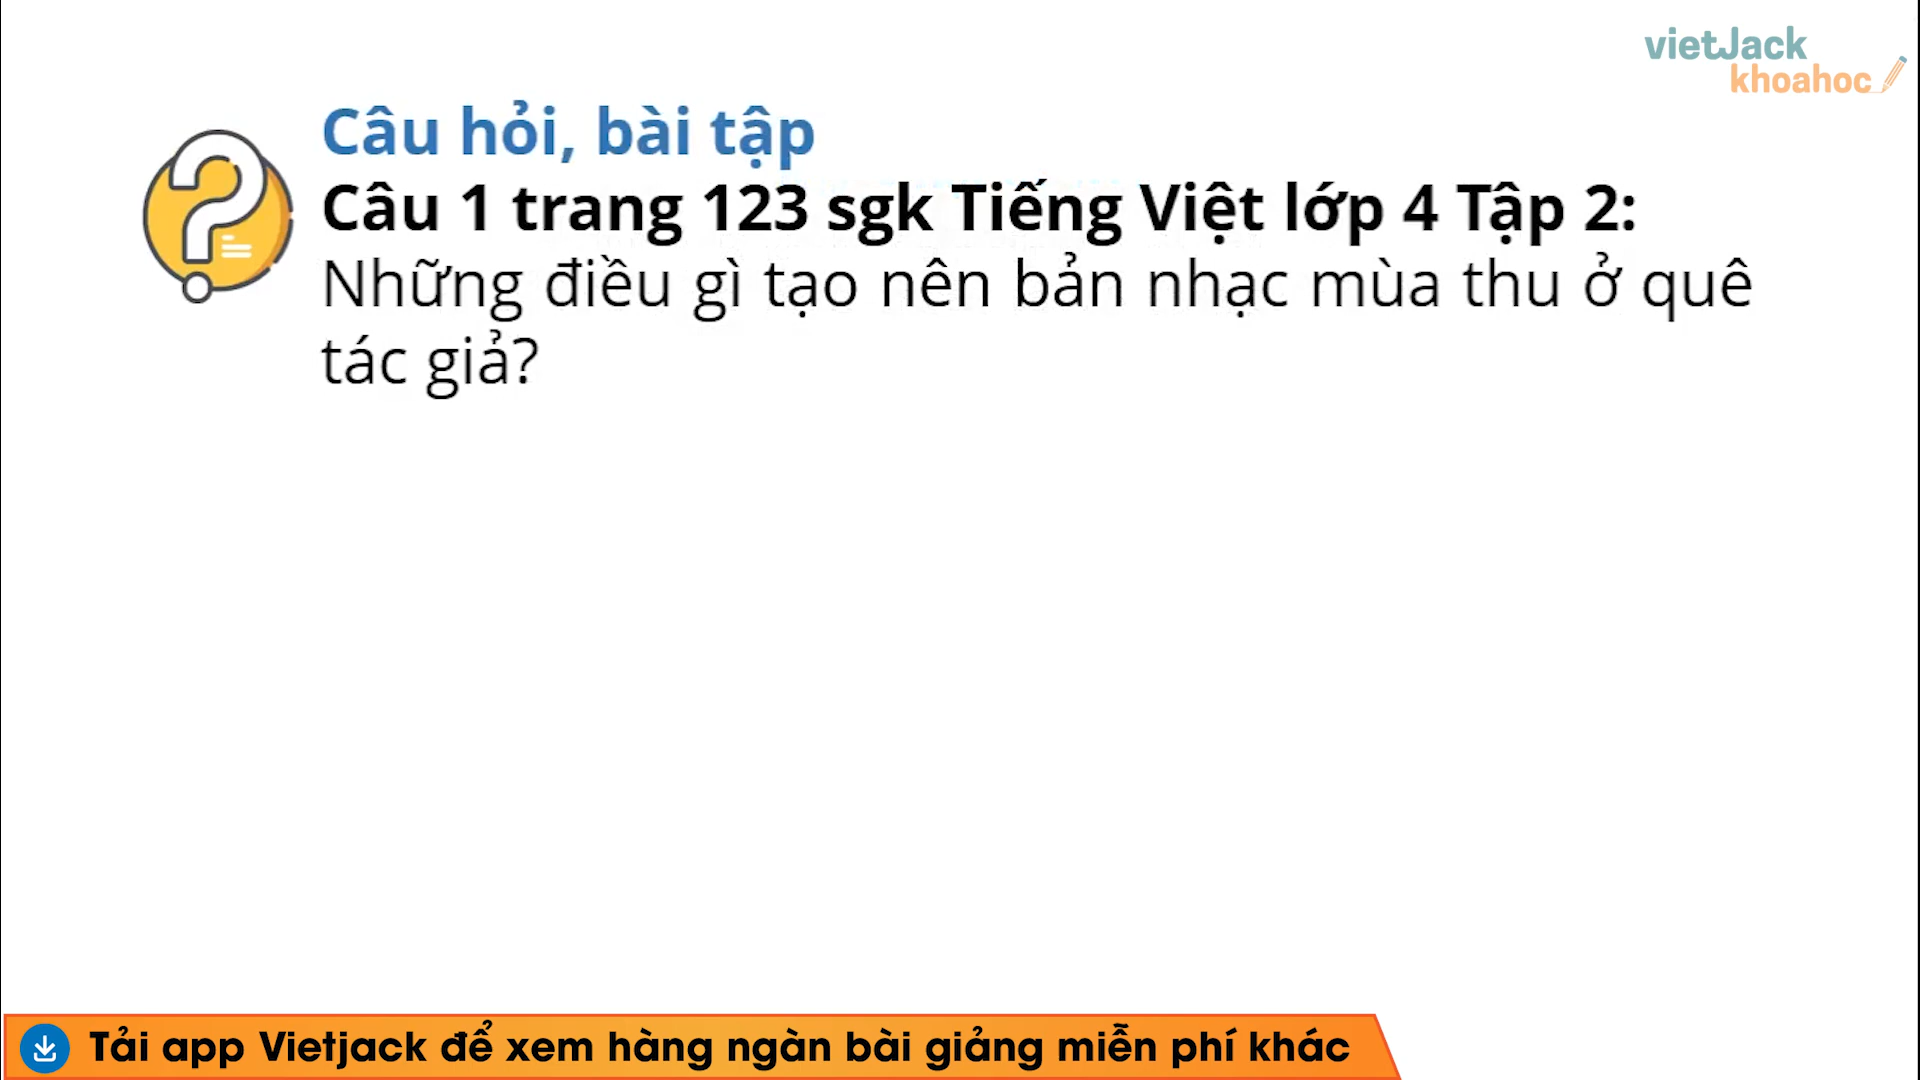 vietJack
khoahoc
Câu hỏi, bài tập
Câu 1 trang 123 sgk Tiếng Việt lớp 4 Tập 2:
Những điều gì tạo nên bản nhạc mùa thu ở quê
tác giả?
Tải app Vietjack để xem hàng ngàn bài giảng miễn phí khác